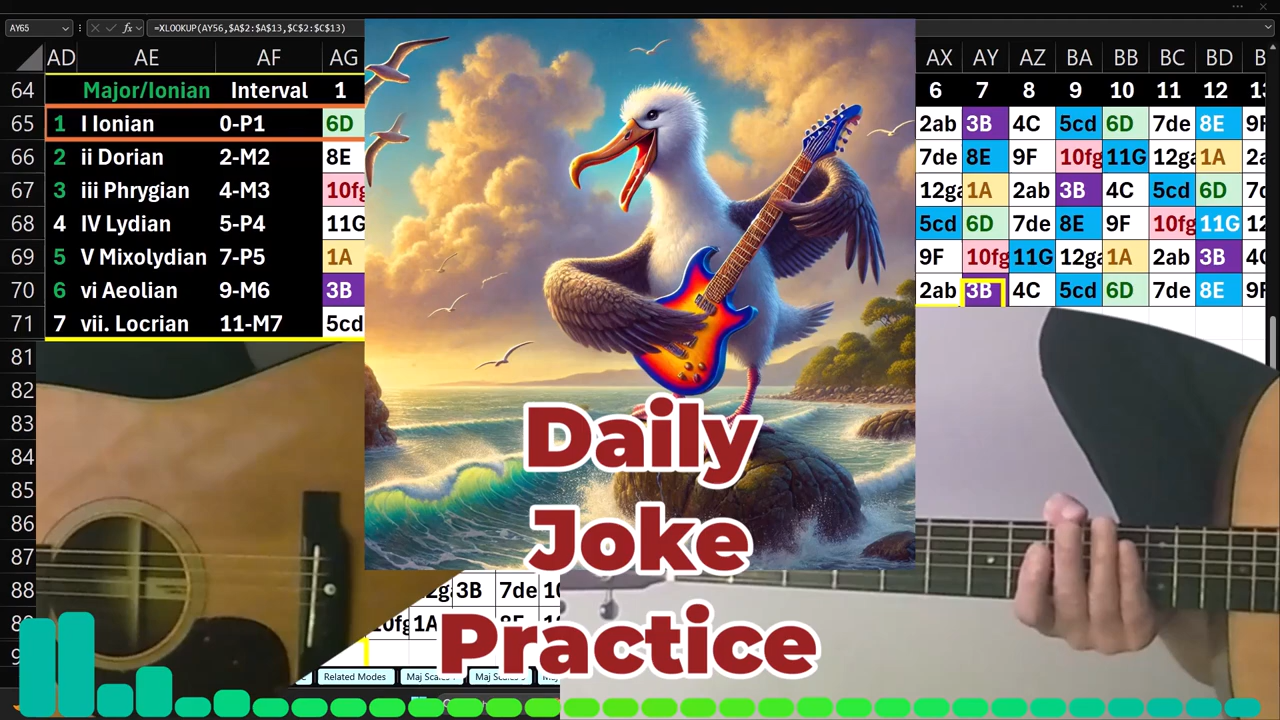 AY65 =XLOOKUP(AY56,$A$2:$A$13,$C$2:$C$13)
AD AE AF AG AX AY AZ BA BB BC BD
64 Major/Ionian Interval 1 6 7 8 9 10 11 12
65 1 I Ionian 0-P1 6D 2ab 3B 4C 5cd 6D 7de 8E
66 2 ii Dorian 2-M2 8E 7de 8E 9F 10fg 11G 12ga 1A
67 3 iii Phrygian 4-M3 10fg 12ga 1A 2ab 3B 4C 5cd 6D
68 4 IV Lydian 5-P4 11G 5cd 6D 7de 8E 9F 10fg 11G
69 5 V Mixolydian 7-P5 1A 9F 10fg 11G 12ga 1A 2ab 3B
70 6 vi Aeolian 9-M6 3B 2ab 3B 4C 5cd 6D 7de 8E
71 7 vii. Locrian 11-M7 5cd
81
82
83
84
85
86
87
88 3B 7de
Daily
Joke
Practice
Related Modes